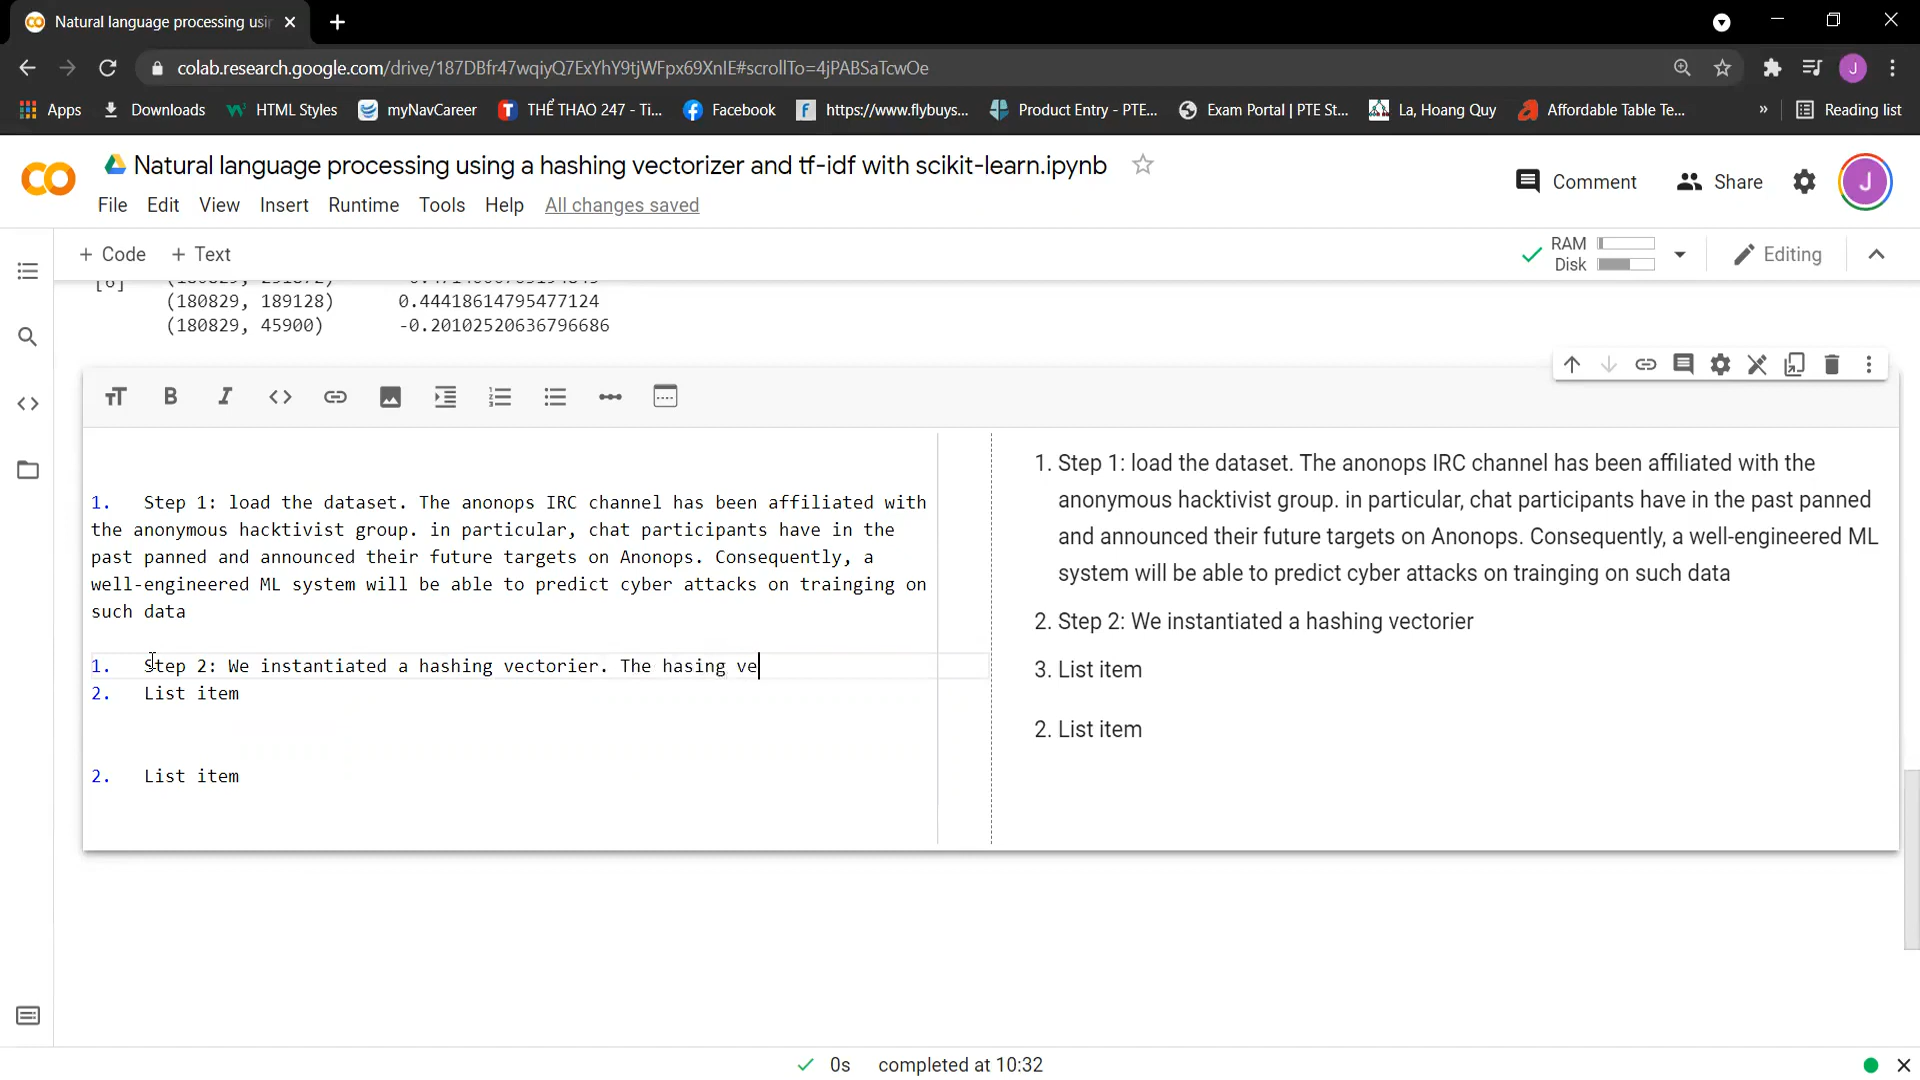 Natural language processing usin
colab.research.google.com/drive/187DBfr47wqiyQ7ExYhY9tjWFpx69XnIE#scrollTo=4jPABSaTcwOe
J
Apps Downloads HTML Styles myNavCareer THỂ THAO 247 - Ti... Facebook https://www.flybuys... Product Entry - PTE... Exam Portal | PTE St... La, Hoang Quy Affordable Table Te... » Reading list
Natural language processing using a hashing vectorizer and tf-idf with scikit-learn.ipynb
Comment Share J
File Edit View Insert Runtime Tools Help All changes saved
+ Code + Text RAM Disk Editing
[6]
(180829, 189128) 0.44418614795477124
(180829, 45900) -0.20102520636796686
1. Step 1: load the dataset. The anonops IRC channel has been affiliated with
the anonymous hacktivist group. in particular, chat participants have in the
past panned and announced their future targets on Anonops. Consequently, a
well-engineered ML system will be able to predict cyber attacks on trainging on
such data
1. Step 2: We instantiated a hashing vectorier. The hasing ve
2. List item
2. List item
1. Step 1: load the dataset. The anonops IRC channel has been affiliated with the
anonymous hacktivist group. in particular, chat participants have in the past panned
and announced their future targets on Anonops. Consequently, a well-engineered ML
system will be able to predict cyber attacks on trainging on such data
2. Step 2: We instantiated a hashing vectorier
3. List item
2. List item
0s completed at 10:32